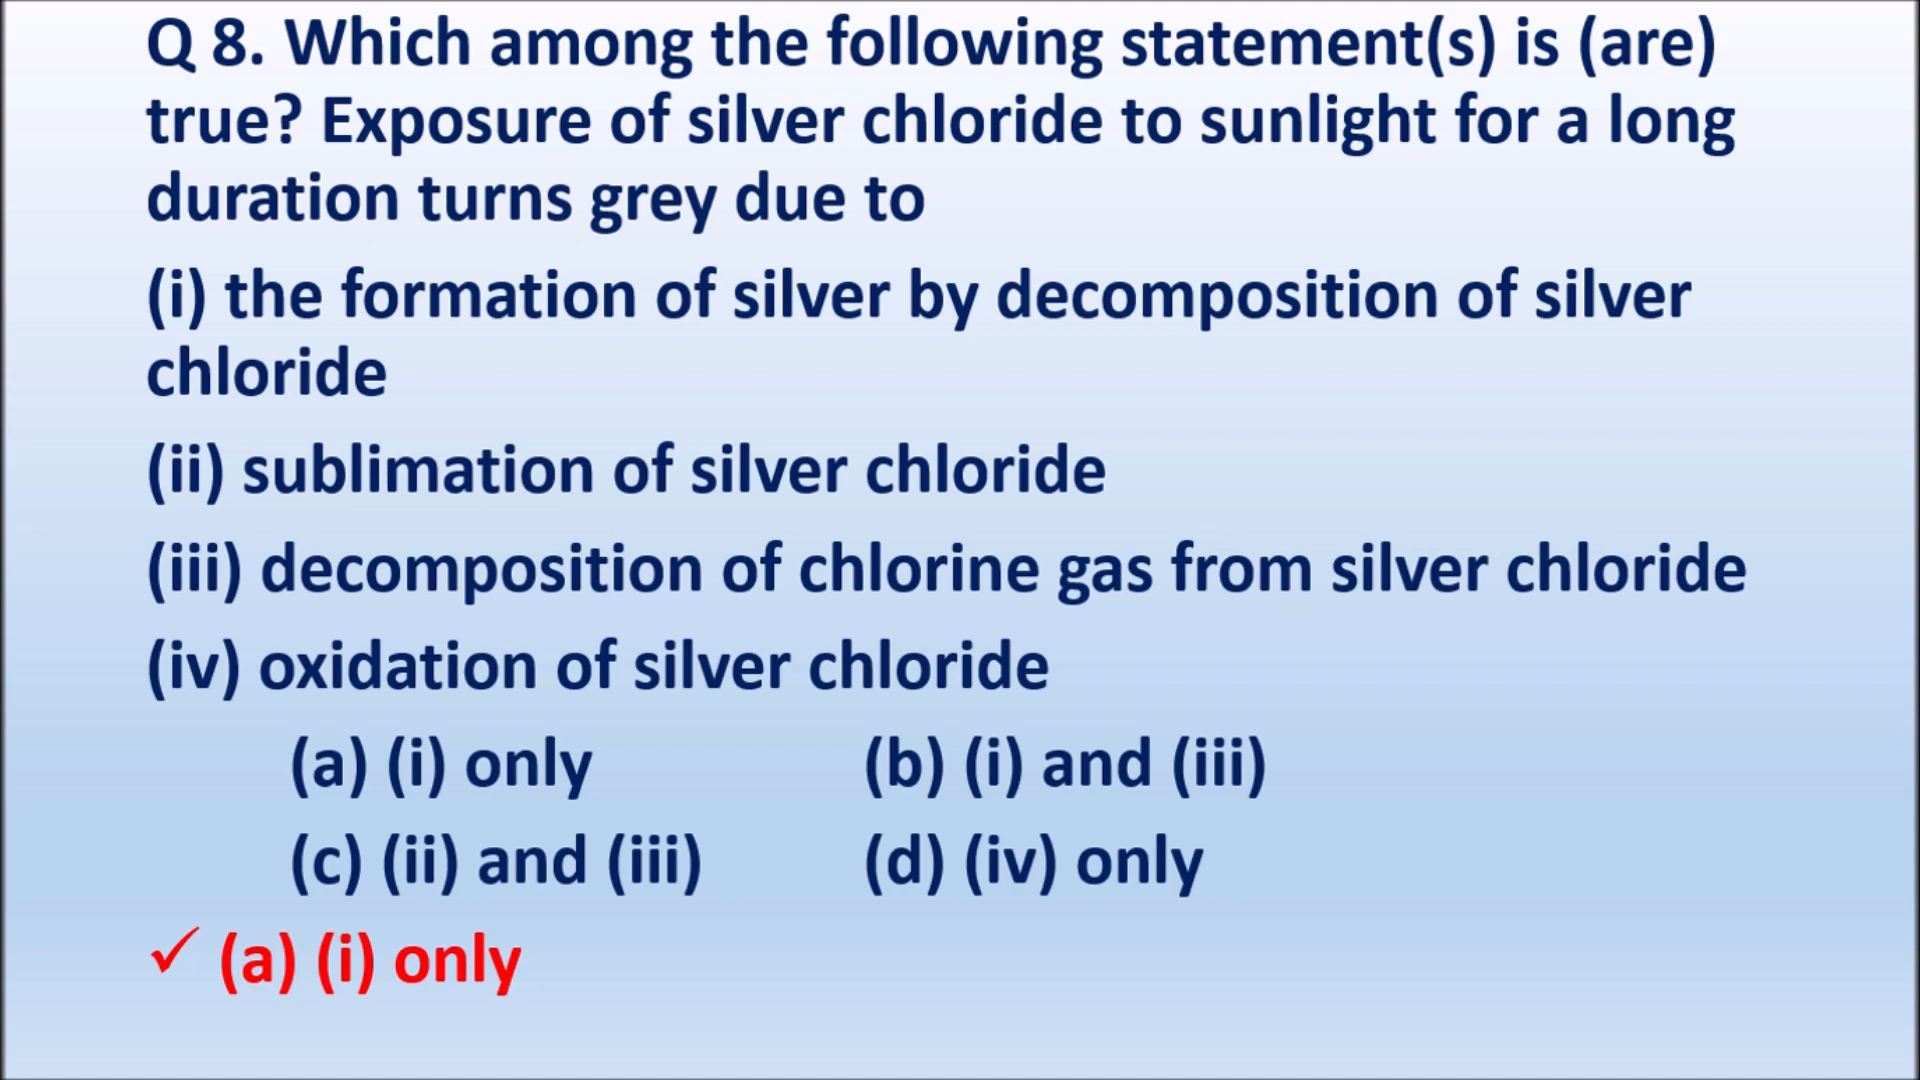 Q 8. Which among the following statement(s) is (are)
true? Exposure of silver chloride to sunlight for a long
duration turns grey due to
(i) the formation of silver by decomposition of silver
chloride
(ii) sublimation of silver chloride
(iii) decomposition of chlorine gas from silver chloride
(iv) oxidation of silver chloride
(a) (i) only (b) (i) and (iii)
(c) (ii) and (iii) (d) (iv) only
✓ (a) (i) only